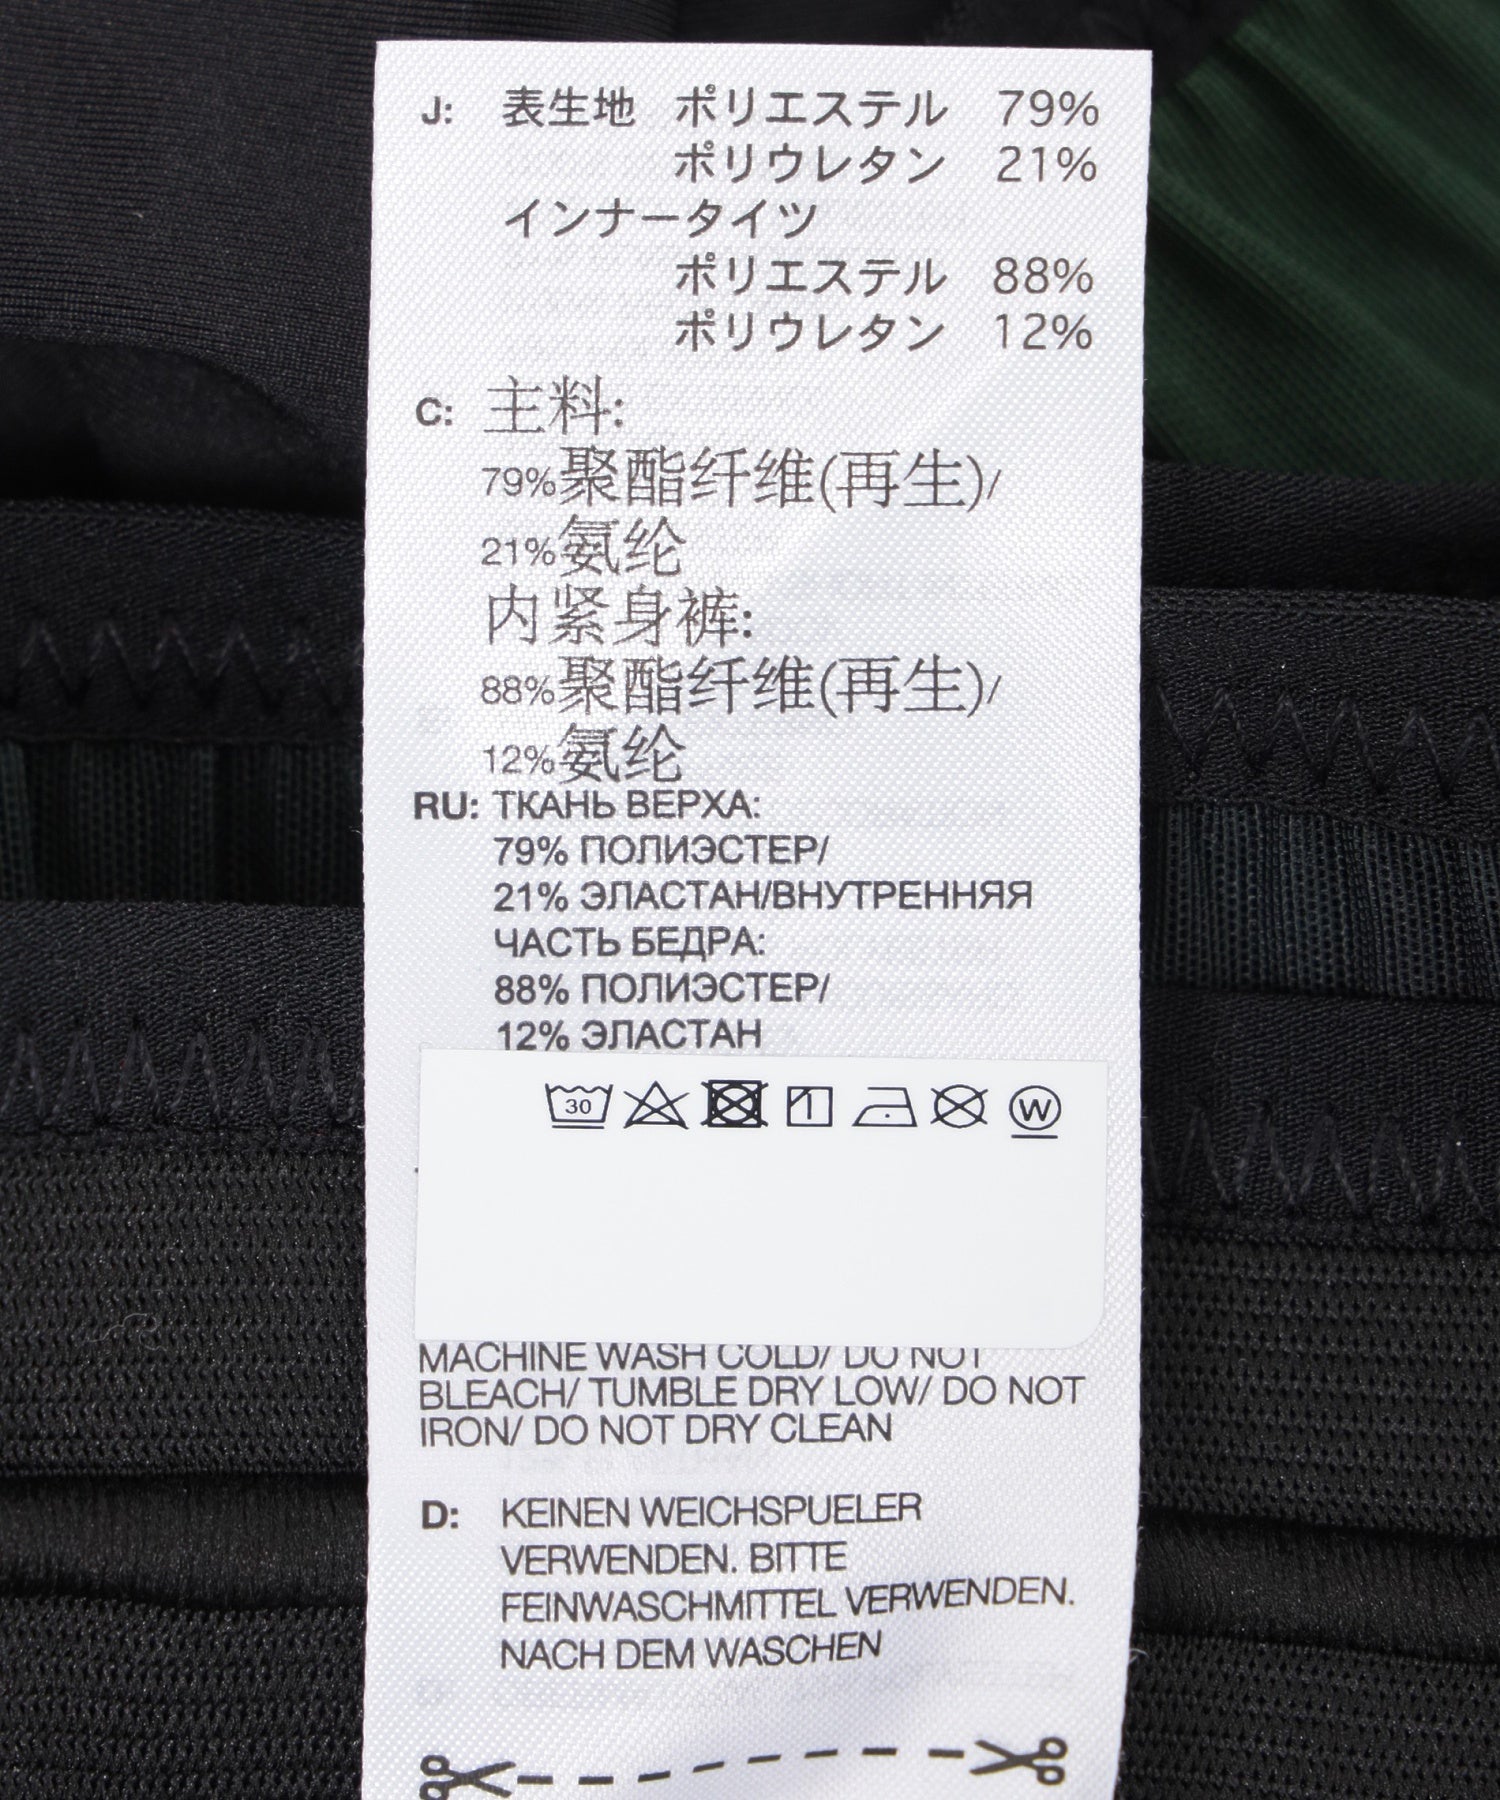 J: 表生地 ポリエステル 79%
ポリウレタン 21%
インナータイツ
ポリエステル 88%
ポリウレタン 12%
C: 主料:
79%聚酯纤维(再生)/
21%氨纶
内紧身裤:
88%聚酯纤维(再生)/
12%氨纶
RU: ТКАНЬ ВЕРХА:
79% ПОЛИЭСТЕР/
21% ЭЛАСТАН/ВНУТРЕННЯЯ
ЧАСТЬ БЕДРА:
88% ПОЛИЭСТЕР/
12% ЭЛАСТАН
30 1 W
MACHINE WASH COLD/ DO NOT
BLEACH/ TUMBLE DRY LOW/ DO NOT
IRON/ DO NOT DRY CLEAN
D: KEINEN WEICHSPUELER
VERWENDEN. BITTE
FEINWASCHMITTEL VERWENDEN.
NACH DEM WASCHEN